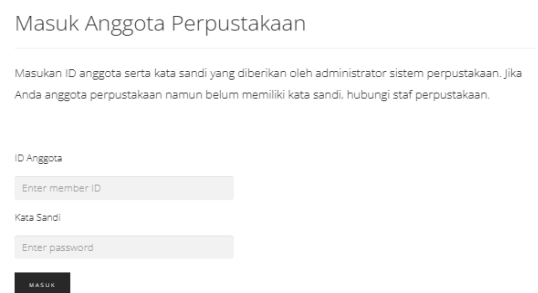 Masuk Anggota Perpustakaan
Masukan ID anggota serta kata sandi yang diberikan oleh administrator sistem perpustakaan. Jika
Anda anggota perpustakaan namun belum memiliki kata sandi, hubungi staf perpustakaan.
ID Anggota
Enter member ID
Kata Sandi
Enter password
MASUK